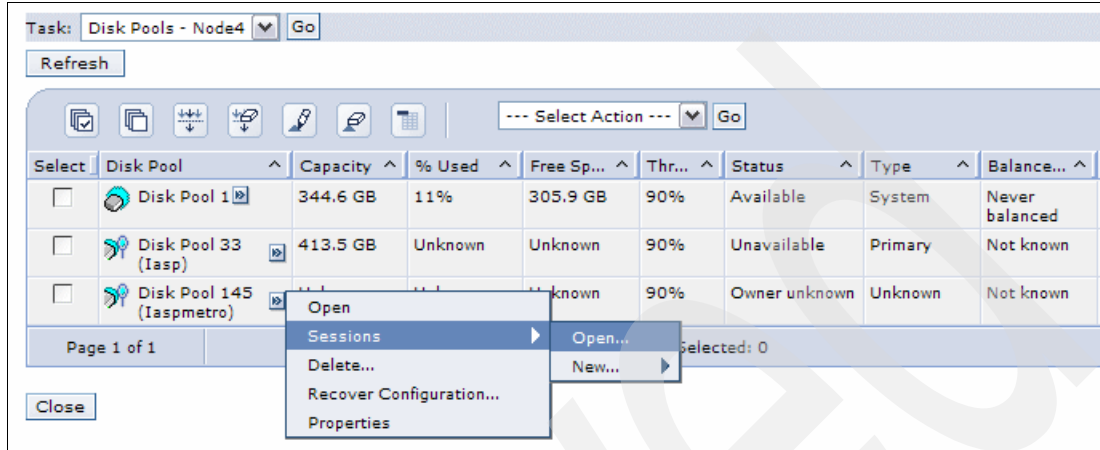 Task: Disk Pools - Node4 Go
Refresh
--- Select Action --- Go
Select Disk Pool Capacity % Used Free Sp... Thr... Status Type Balance...
Disk Pool 1 344.6 GB 11% 305.9 GB 90% Available System Never
balanced
Disk Pool 33 413.5 GB Unknown Unknown 90% Unavailable Primary Not known
(Iasp)
Disk Pool 145 known 90% Owner unknown Unknown Not known
(Iaspmetro)
Open
Sessions Open...
Page 1 of 1 Selected: 0
Delete... New...
Recover Configuration...
Close
Properties